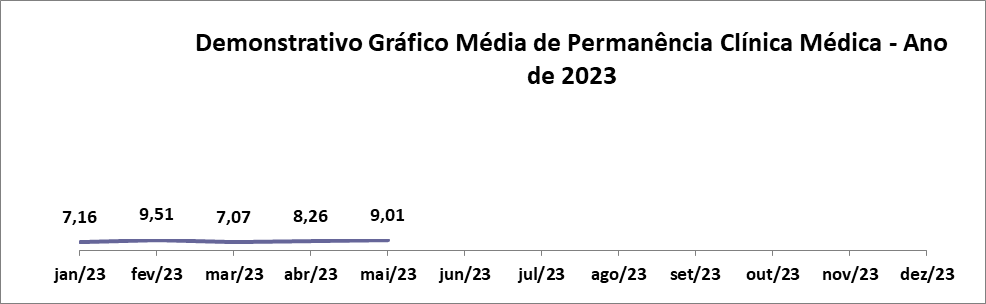 Demonstrativo Gráfico Média de Permanência Clínica Médica - Ano
de 2023
7,16 9,51 7,07 8,26 9,01
jan/23 fev/23 mar/23 abr/23 mai/23 jun/23 jul/23 ago/23 set/23 out/23 nov/23 dez/23